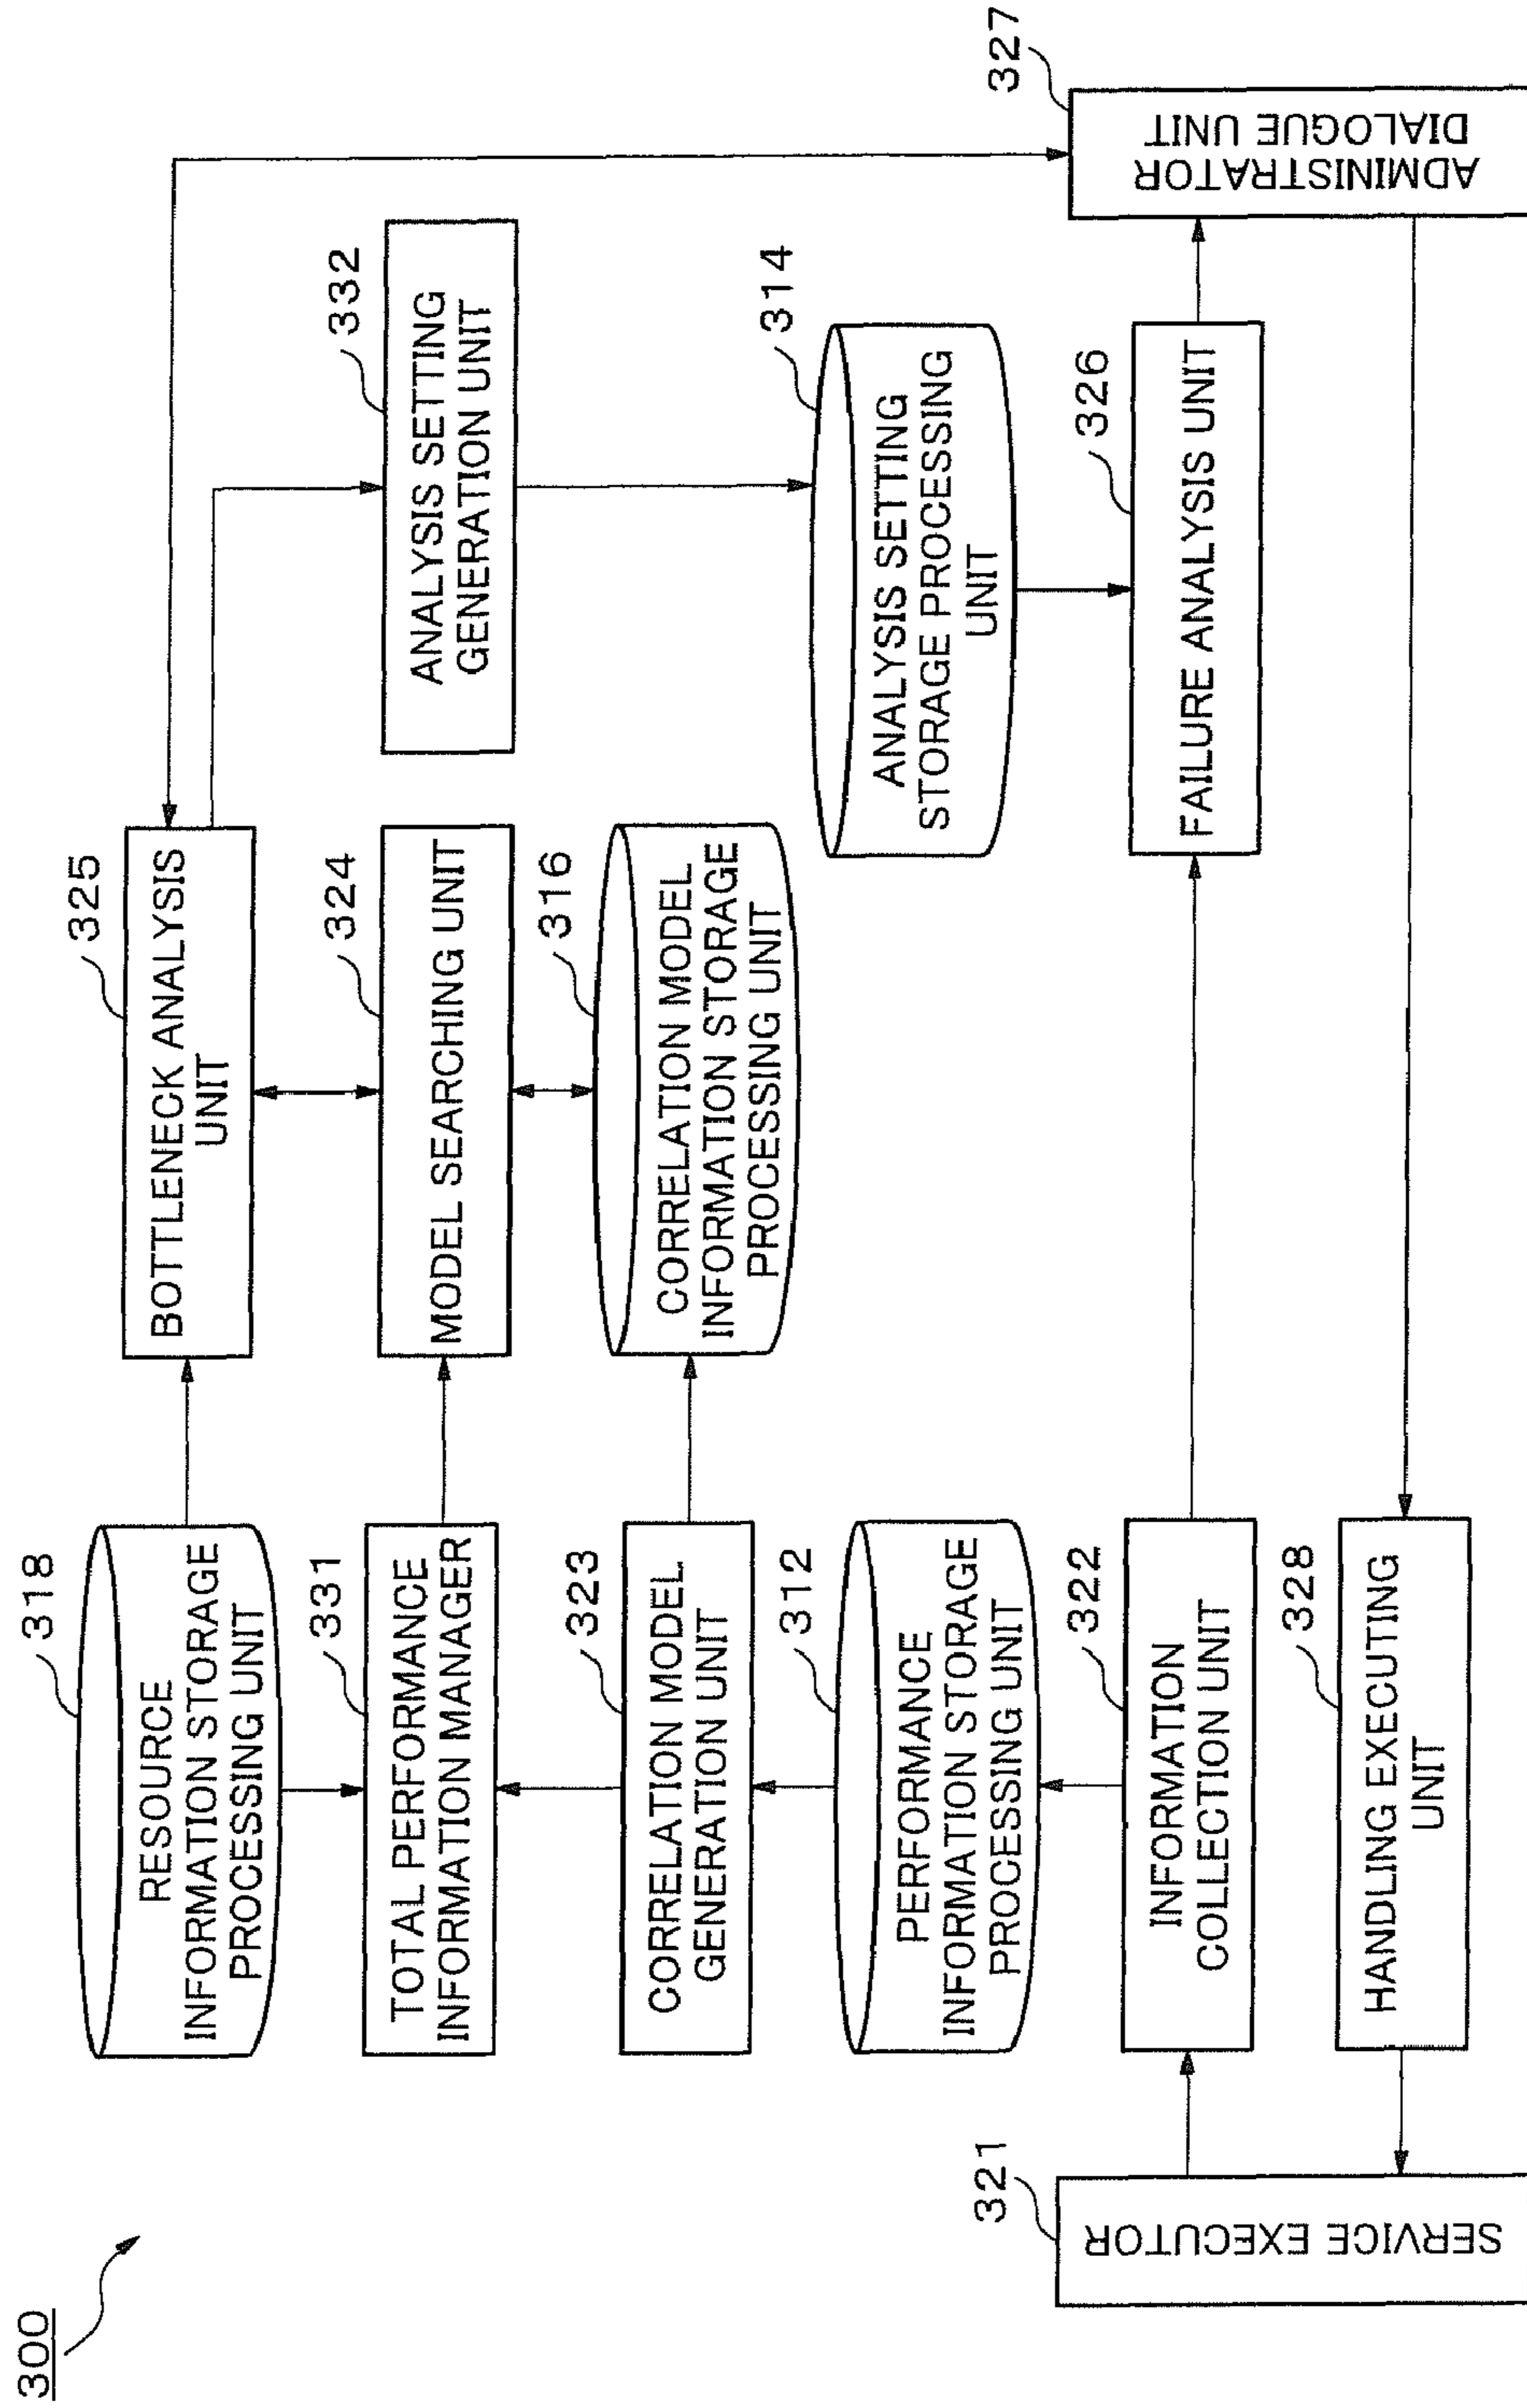 300
318
RESOURCE
INFORMATION STORAGE
PROCESSING UNIT
325
BOTTLENECK ANALYSIS
UNIT
331
TOTAL PERFORMANCE
INFORMATION MANAGER
324
MODEL SEARCHING UNIT
332
ANALYSIS SETTING
GENERATION UNIT
323
CORRELATION MODEL
GENERATION UNIT
316
CORRELATION MODEL
INFORMATION STORAGE
PROCESSING UNIT
312
PERFORMANCE
INFORMATION STORAGE
PROCESSING UNIT
314
ANALYSIS SETTING
STORAGE PROCESSING
UNIT
321
SERVICE EXECUTOR
322
INFORMATION
COLLECTION UNIT
326
FAILURE ANALYSIS UNIT
327
ADMINISTRATOR
DIALOGUE UNIT
328
HANDLING EXECUTING
UNIT